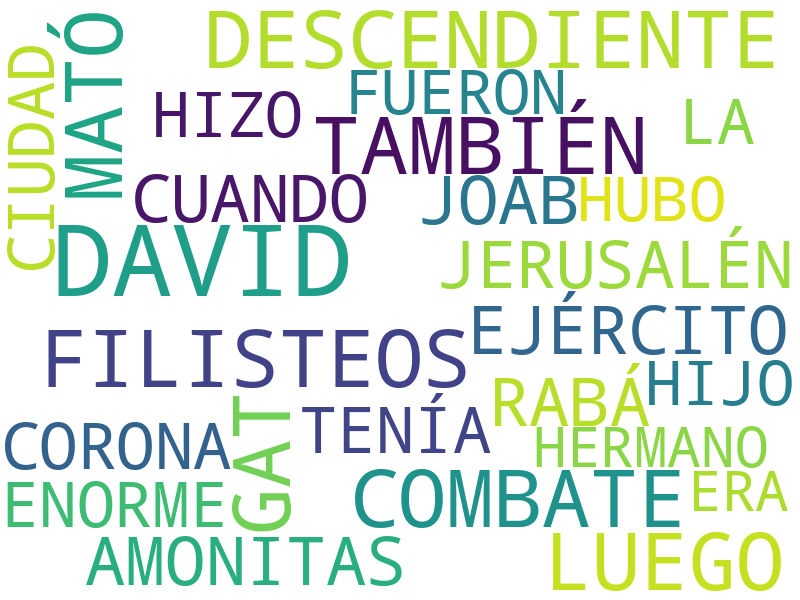 DESCENDIENTE
MATÓ
CIUDAD
FUERON
HIZO
LA
TAMBIÉN
CUANDO
JOAB
HUBO
DAVID
JERUSALÉN
EJÉRCITO
FILISTEOS
HIJO
RABÁ
TENÍA
CORONA
GAT
HERMANO
COMBATE
ERA
ENORME
LUEGO
AMONITAS